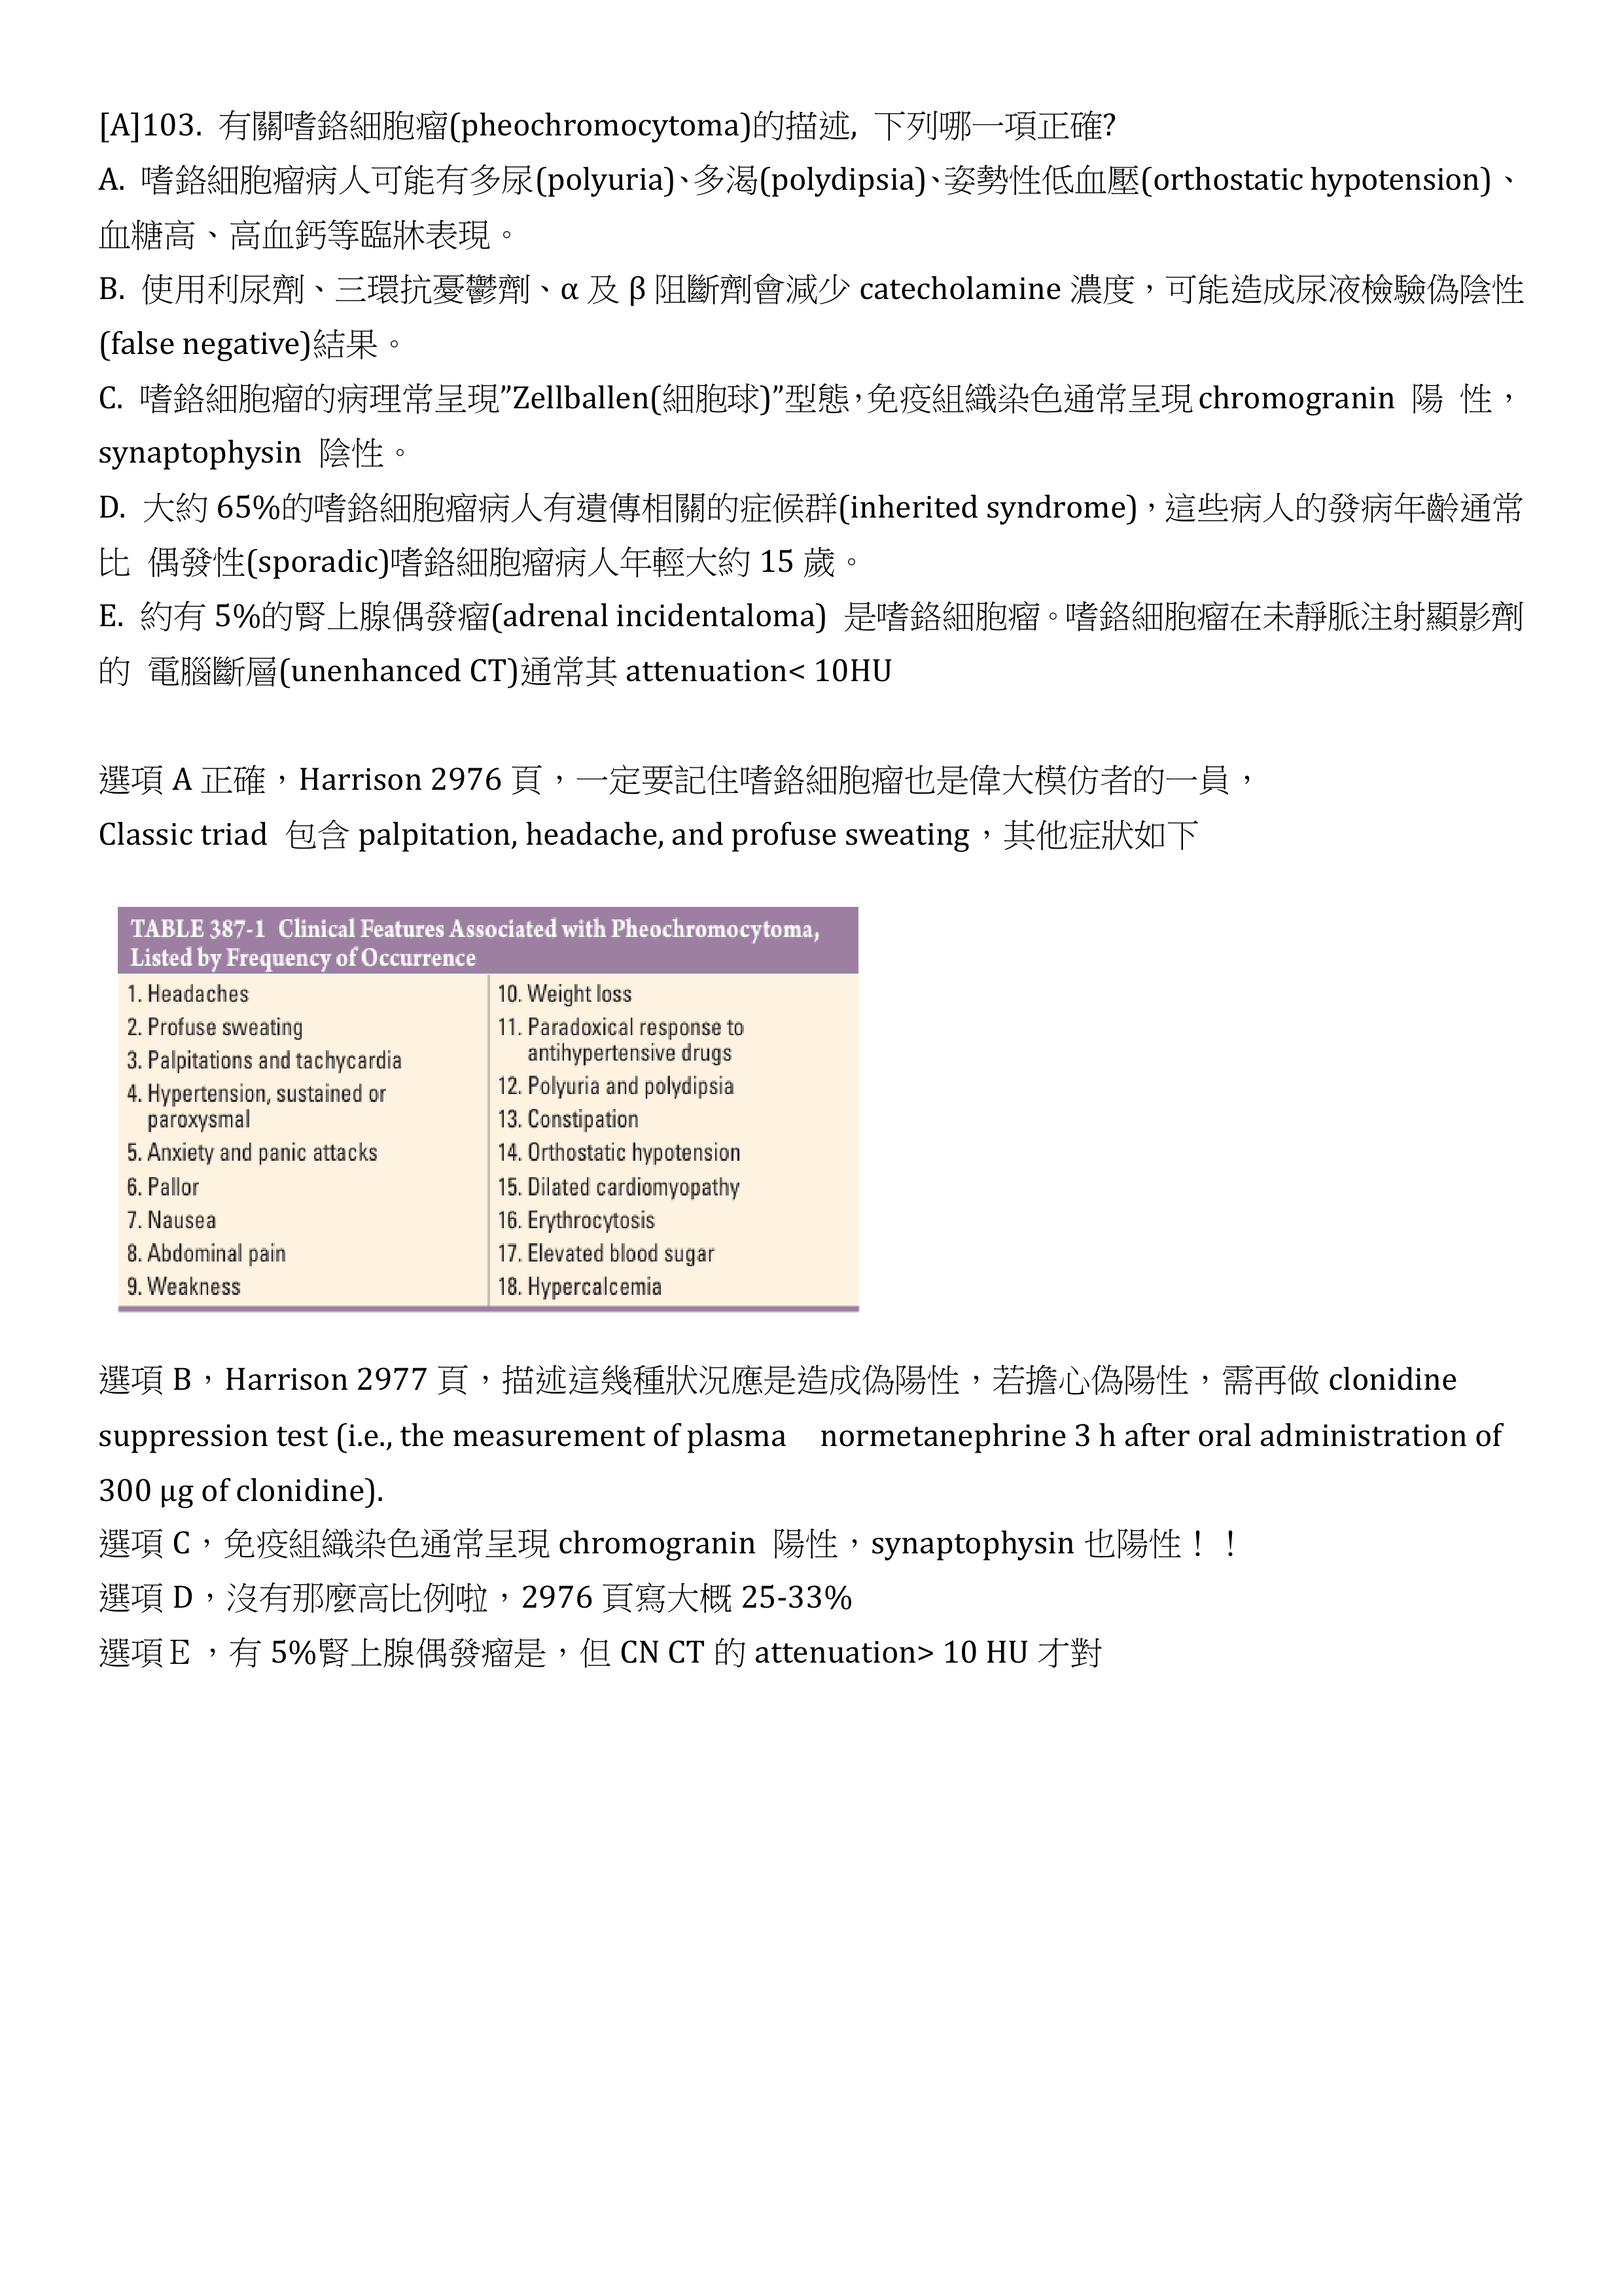 [A]103. 有關嗜鉻細胞瘤(pheochromocytoma)的描述, 下列哪一項正確?
A. 嗜鉻細胞瘤病人可能有多尿(polyuria)、多渴(polydipsia)、姿勢性低血壓(orthostatic hypotension)、
血糖高、高血鈣等臨牀表現。
B. 使用利尿劑、三環抗憂鬱劑、α 及 β 阻斷劑會減少 catecholamine 濃度，可能造成尿液檢驗偽陰性
(false negative)結果。
C. 嗜鉻細胞瘤的病理常呈現”Zellballen(細胞球)”型態，免疫組織染色通常呈現 chromogranin 陽 性，
synaptophysin 陰性。
D. 大約 65%的嗜鉻細胞瘤病人有遺傳相關的症候群(inherited syndrome)，這些病人的發病年齡通常
比 偶發性(sporadic)嗜鉻細胞瘤病人年輕大約 15 歲。
E. 約有 5%的腎上腺偶發瘤(adrenal incidentaloma) 是嗜鉻細胞瘤。嗜鉻細胞瘤在未靜脈注射顯影劑
的 電腦斷層(unenhanced CT)通常其 attenuation< 10HU
選項 A 正確，Harrison 2976 頁，一定要記住嗜鉻細胞瘤也是偉大模仿者的一員，
Classic triad 包含 palpitation, headache, and profuse sweating，其他症狀如下
TABLE 387-1 Clinical Features Associated with Pheochromocytoma,
Listed by Frequency of Occurrence
1. Headaches
2. Profuse sweating
3. Palpitations and tachycardia
4. Hypertension, sustained or
paroxysmal
5. Anxiety and panic attacks
6. Pallor
7. Nausea
8. Abdominal pain
9. Weakness
10. Weight loss
11. Paradoxical response to
antihypertensive drugs
12. Polyuria and polydipsia
13. Constipation
14. Orthostatic hypotension
15. Dilated cardiomyopathy
16. Erythrocytosis
17. Elevated blood sugar
18. Hypercalcemia
選項 B，Harrison 2977 頁，描述這幾種狀況應是造成偽陽性，若擔心偽陽性，需再做 clonidine
suppression test (i.e., the measurement of plasma normetanephrine 3 h after oral administration of
300 μg of clonidine).
選項 C，免疫組織染色通常呈現 chromogranin 陽性，synaptophysin 也陽性！！
選項 D，沒有那麼高比例啦，2976 頁寫大概 25-33%
選項Ｅ，有 5%腎上腺偶發瘤是，但 CN CT 的 attenuation> 10 HU 才對